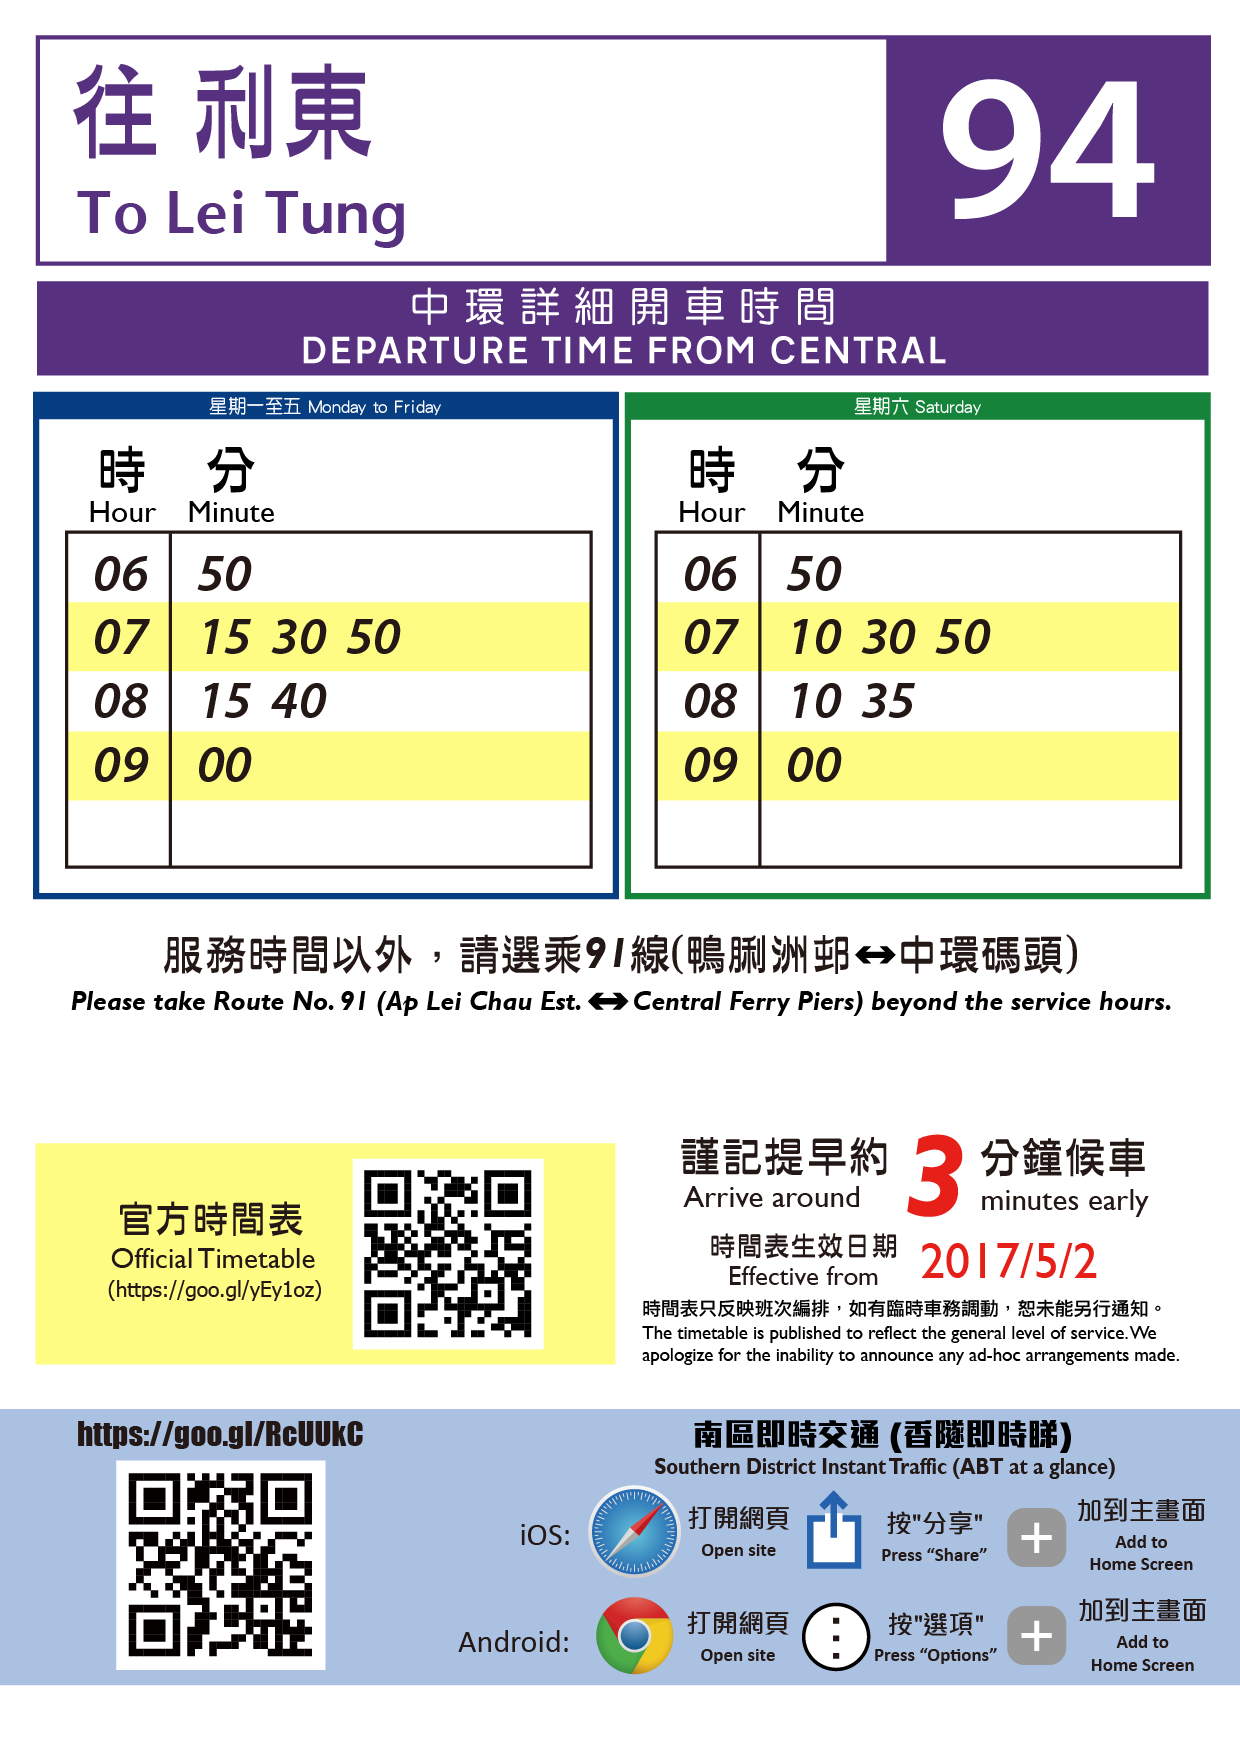 往 利東
To Lei Tung
94
中環詳細開車時間
DEPARTURE TIME FROM CENTRAL
星期一至五 Monday to Friday
時 分
Hour Minute
06 50
07 15 30 50
08 15 40
09 00
星期六 Saturday
時 分
Hour Minute
06 50
07 10 30 50
08 10 35
09 00
服務時間以外，請選乘91線(鴨脷洲邨↔中環碼頭)
Please take Route No. 91 (Ap Lei Chau Est. ↔ Central Ferry Piers) beyond the service hours.
官方時間表
Official Timetable
(https://goo.gl/yEy1oz)
謹記提早約 3 分鐘候車
Arrive around minutes early
時間表生效日期
Effective from
2017/5/2
時間表只反映班次編排，如有臨時車務調動，恕未能另行通知。
The timetable is published to reflect the general level of service. We
apologize for the inability to announce any ad-hoc arrangements made.
https://goo.gl/RcUUkC
南區即時交通 (香隧即時睇)
Southern District Instant Traffic (ABT at a glance)
iOS:
打開網頁
Open site
按"分享"
Press “Share”
加到主畫面
Add to
Home Screen
Android:
打開網頁
Open site
按"選項"
Press “Options”
加到主畫面
Add to
Home Screen